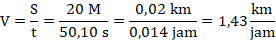 V = S/t = 20 M/50,10 s = 0,02 km/0,014 jam = 1,43 km/jam